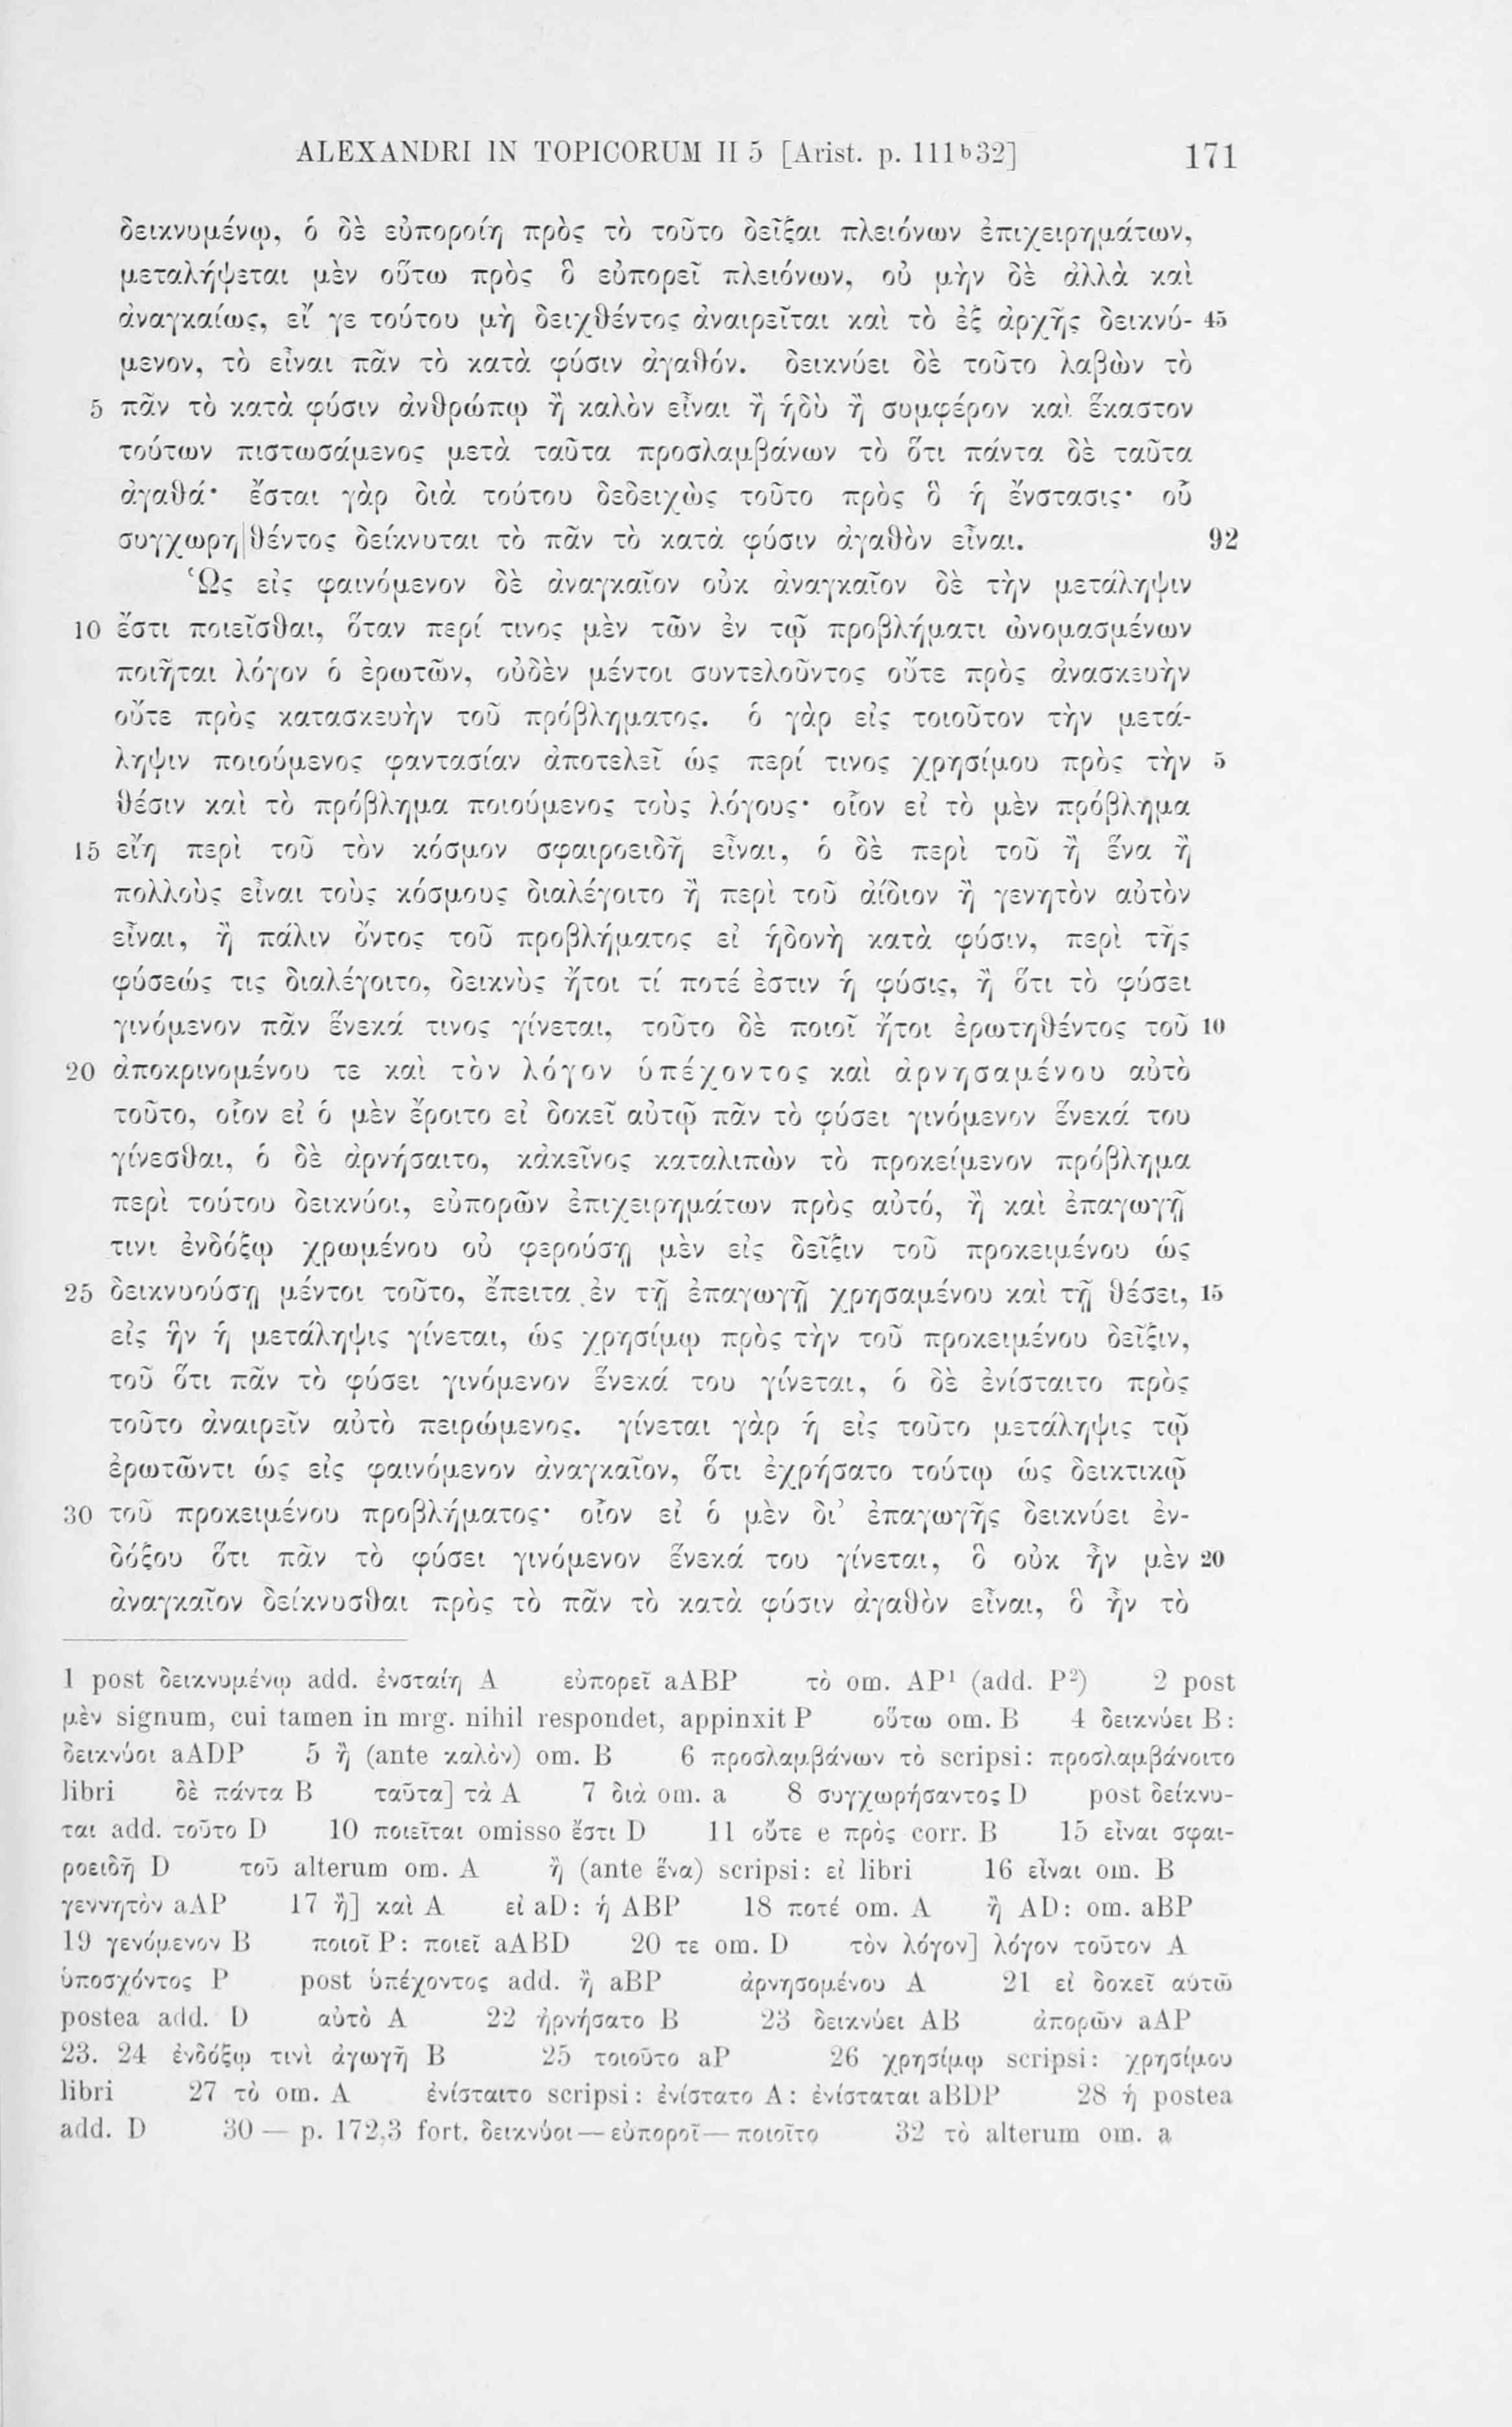 ALEXANDRI IN TOPICORUM II 5 [Arist. p. 111ᵇ32] 171
δεικνυμένῳ, ὁ δὲ εὐποροίη πρὸς τὸ τοῦτο δεῖξαι πλειόνων ἐπιχειρημάτων,
μεταλήψεται μὲν οὕτω πρὸς ὃ εὐπορεῖ πλειόνων, οὐ μὴν δὲ ἀλλὰ καὶ
ἀναγκαίως, εἴ γε τούτου μὴ δειχθέντος ἀναιρεῖται καὶ τὸ ἐξ ἀρχῆς δεικνύ- 45
μενον, τὸ εἶναι πᾶν τὸ κατὰ φύσιν ἀγαθόν. δεικνύει δὲ τοῦτο λαβὼν τὸ
5 πᾶν τὸ κατὰ φύσιν ἀνθρώπῳ ἢ καλὸν εἶναι ἢ ἡδὺ ἢ συμφέρον καὶ ἕκαστον
τούτων πιστωσάμενος μετὰ ταῦτα προσλαμβάνων τὸ ὅτι πάντα δὲ ταῦτα
ἀγαθά· ἔσται γὰρ διὰ τούτου δεδειχὼς τοῦτο πρὸς ὃ ἡ ἔνστασις· οὗ
συγχωρη|θέντος δείκνυται τὸ πᾶν τὸ κατὰ φύσιν ἀγαθὸν εἶναι. 92
Ὡς εἰς φαινόμενον δὲ ἀναγκαῖον οὐκ ἀναγκαῖον δὲ τὴν μετάληψιν
10 ἔστι ποιεῖσθαι, ὅταν περί τινος μὲν τῶν ἐν τῷ προβλήματι ὠνομασμένων
ποιῆται λόγον ὁ ἐρωτῶν, οὐδὲν μέντοι συντελοῦντος οὔτε πρὸς ἀνασκευὴν
οὔτε πρὸς κατασκευὴν τοῦ πρόβληματος. ὁ γὰρ εἰς τοιοῦτον τὴν μετά-
ληψιν ποιούμενος φαντασίαν ἀποτελεῖ ὡς περί τινος χρησίμου πρὸς τὴν 5
θέσιν καὶ τὸ πρόβλημα ποιούμενος τοὺς λόγους· οἷον εἰ τὸ μὲν πρόβλημα
15 εἴη περὶ τοῦ τὸν κόσμον σφαιροειδῆ εἶναι, ὁ δὲ περὶ τοῦ ἢ ἕνα ἢ
πολλοὺς εἶναι τοὺς κόσμους διαλέγοιτο ἢ περὶ τοῦ ἀίδιον ἢ γενητὸν αὐτὸν
εἶναι, ἢ πάλιν ὄντος τοῦ προβλήματος εἰ ἡδονὴ κατὰ φύσιν, περὶ τῆς
φύσεώς τις διαλέγοιτο, δεικνὺς ἤτοι τί ποτέ ἐστιν ἡ φύσις, ἢ ὅτι τὸ φύσει
γινόμενον πᾶν ἕνεκά τινος γίνεται, τοῦτο δὲ ποιοῖ ἤτοι ἐρωτηθέντος τοῦ 10
20 ἀποκρινομένου τε καὶ τὸν λόγον ὑπέχοντος καὶ ἀρνησαμένου αὐτὸ
τοῦτο, οἷον εἰ ὁ μὲν ἔροιτο εἰ δοκεῖ αὐτῷ πᾶν τὸ φύσει γινόμενον ἕνεκά του
γίνεσθαι, ὁ δὲ ἀρνήσαιτο, κἀκεῖνος καταλιπὼν τὸ προκείμενον πρόβλημα
περὶ τούτου δεικνύοι, εὐπορῶν ἐπιχειρημάτων πρὸς αὐτό, ἢ καὶ ἐπαγωγῇ
τινι ἐνδόξῳ χρωμένου οὐ φερούσῃ μὲν εἰς δεῖξιν τοῦ προκειμένου ὡς
25 δεικνυούσῃ μέντοι τοῦτο, ἔπειτα ἐν τῇ ἐπαγωγῇ χρησαμένου καὶ τῇ θέσει, 15
εἰς ἣν ἡ μετάληψις γίνεται, ὡς χρησίμῳ πρὸς τὴν τοῦ προκειμένου δεῖξιν,
τοῦ ὅτι πᾶν τὸ φύσει γινόμενον ἕνεκά του γίνεται, ὁ δὲ ἐνίσταιτο πρὸς
τοῦτο ἀναιρεῖν αὐτὸ πειρώμενος. γίνεται γὰρ ἡ εἰς τοῦτο μετάληψις τῷ
ἐρωτῶντι ὡς εἰς φαινόμενον ἀναγκαῖον, ὅτι ἐχρήσατο τούτῳ ὡς δεικτικῷ
30 τοῦ προκειμένου προβλήματος· οἷον εἰ ὁ μὲν δι’ ἐπαγωγῆς δεικνύει ἐν-
δόξου ὅτι πᾶν τὸ φύσει γινόμενον ἕνεκά του γίνεται, ὃ οὐκ ἦν μὲν 20
ἀναγκαῖον δείκνυσθαι πρὸς τὸ πᾶν τὸ κατὰ φύσιν ἀγαθὸν εἶναι, ὃ ἦν τὸ
1 post δεικνυμένῳ add. ἐνσταίη A εὐπορεῖ aABP τὸ om. AP¹ (add. P²) 2 post
μὲν signum, cui tamen in mrg. nihil respondet, appinxit P οὕτω om. B 4 δεικνύει B:
δεικνύοι aADP 5 ἢ (ante καλὸν) om. B 6 προσλαμβάνων τὸ scripsi: προσλαμβάνοιτο
libri δὲ πάντα B ταῦτα] τὰ A 7 διὰ om. a 8 συγχωρήσαντος D post δείκνυ-
ται add. τοῦτο D 10 ποιεῖται omisso ἔστι D 11 οὔτε e πρὸς corr. B 15 εἶναι σφαι-
ροειδῆ D τοῦ alterum om. A ἢ (ante ἕνα) scripsi: εἰ libri 16 εἶναι om. B
γεννητὸν aAP 17 ἢ] καὶ A εἰ aD: ἡ ABP 18 ποτέ om. A ἢ AD: om. aBP
19 γενόμενον B ποιοῖ P: ποιεῖ aABD 20 τε om. D τὸν λόγον] λόγον τοῦτον A
ὑποσχόντος P post ὑπέχοντος add. ἢ aBP ἀρνησομένου A 21 εἰ δοκεῖ αὐτῷ
postea add. D αὐτὸ A 22 ἠρνήσατο B 23 δεικνύει AB ἀπορῶν aAP
23. 24 ἐνδόξῳ τινὶ ἀγωγῇ B 25 τοιοῦτο aP 26 χρησίμῳ scripsi: χρησίμου
libri 27 τὸ om. A ἐνίσταιτο scripsi: ἐνίστατο A: ἐνίσταται aBDP 28 ἡ postea
add. D 30 — p. 172,3 fort. δεικνύοι — εὐποροῖ — ποιοῖτο 32 τὸ alterum om. a